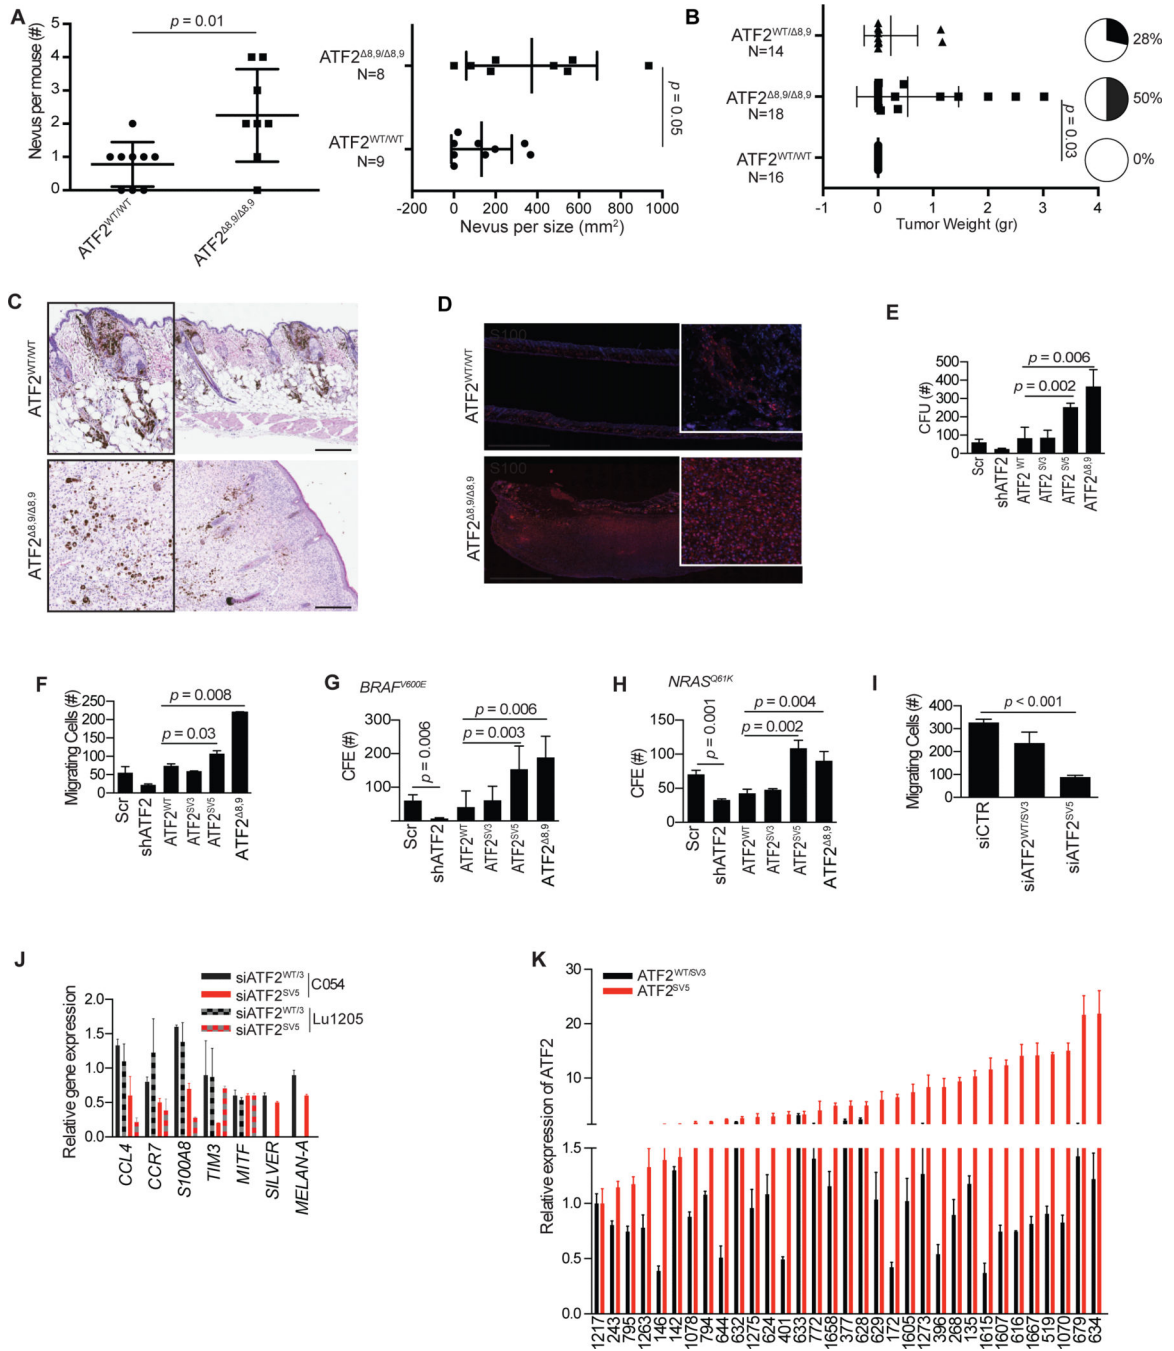 A
Nevus per mouse (#)
5
4
3
2
1
0
p = 0.01
ATF2WT/WT
ATF2Δ8,9/Δ8,9
ATF2Δ8,9/Δ8,9
N=8
ATF2WT/WT
N=9
p = 0.05
-200 0 200 400 600 800 1000
Nevus per size (mm²)
B
ATF2WT/Δ8,9
N=14
ATF2Δ8,9/Δ8,9
N=18
ATF2WT/WT
N=16
p = 0.03
28%
50%
0%
-1 0 1 2 3 4
Tumor Weight (gr)
C
ATF2WT/WT
ATF2Δ8,9/Δ8,9
D
ATF2WT/WT
S100
ATF2Δ8,9/Δ8,9
S100
E
CFU (#)
500
400
300
200
100
0
p = 0.006
p = 0.002
Scr
shATF2
ATF2WT
ATF2SV3
ATF2SV5
ATF2Δ8,9
F
Migrating Cells (#)
250
200
150
100
50
0
p = 0.008
p = 0.03
Scr
shATF2
ATF2WT
ATF2SV3
ATF2SV5
ATF2Δ8,9
G
BRAFV600E
CFE (#)
300
200
100
0
p = 0.006
p = 0.006
p = 0.003
Scr
shATF2
ATF2WT
ATF2SV3
ATF2SV5
ATF2Δ8,9
H
NRASQ61K
CFE (#)
150
100
50
0
p = 0.001
p = 0.004
p = 0.002
Scr
shATF2
ATF2WT
ATF2SV3
ATF2SV5
ATF2Δ8,9
I
Migrating Cells (#)
400
300
200
100
0
p < 0.001
siCTR
siATF2WT/SV3
siATF2SV5
J
siATF2WT/3
siATF2SV5
C054
siATF2WT/3
siATF2SV5
Lu1205
Relative gene expression
2.0
1.5
1.0
0.5
0.0
CCL4
CCR7
S100A8
TIM3
MITF
SILVER
MELAN-A
K
ATF2WT/SV3
ATF2SV5
Relative expression of ATF2
30
20
10
1.5
1.0
0.5
0.0
1217
243
795
1263
146
142
1078
794
644
632
1275
624
401
633
772
1658
377
628
629
172
1605
1273
396
268
135
1615
1607
616
1667
519
1070
679
634